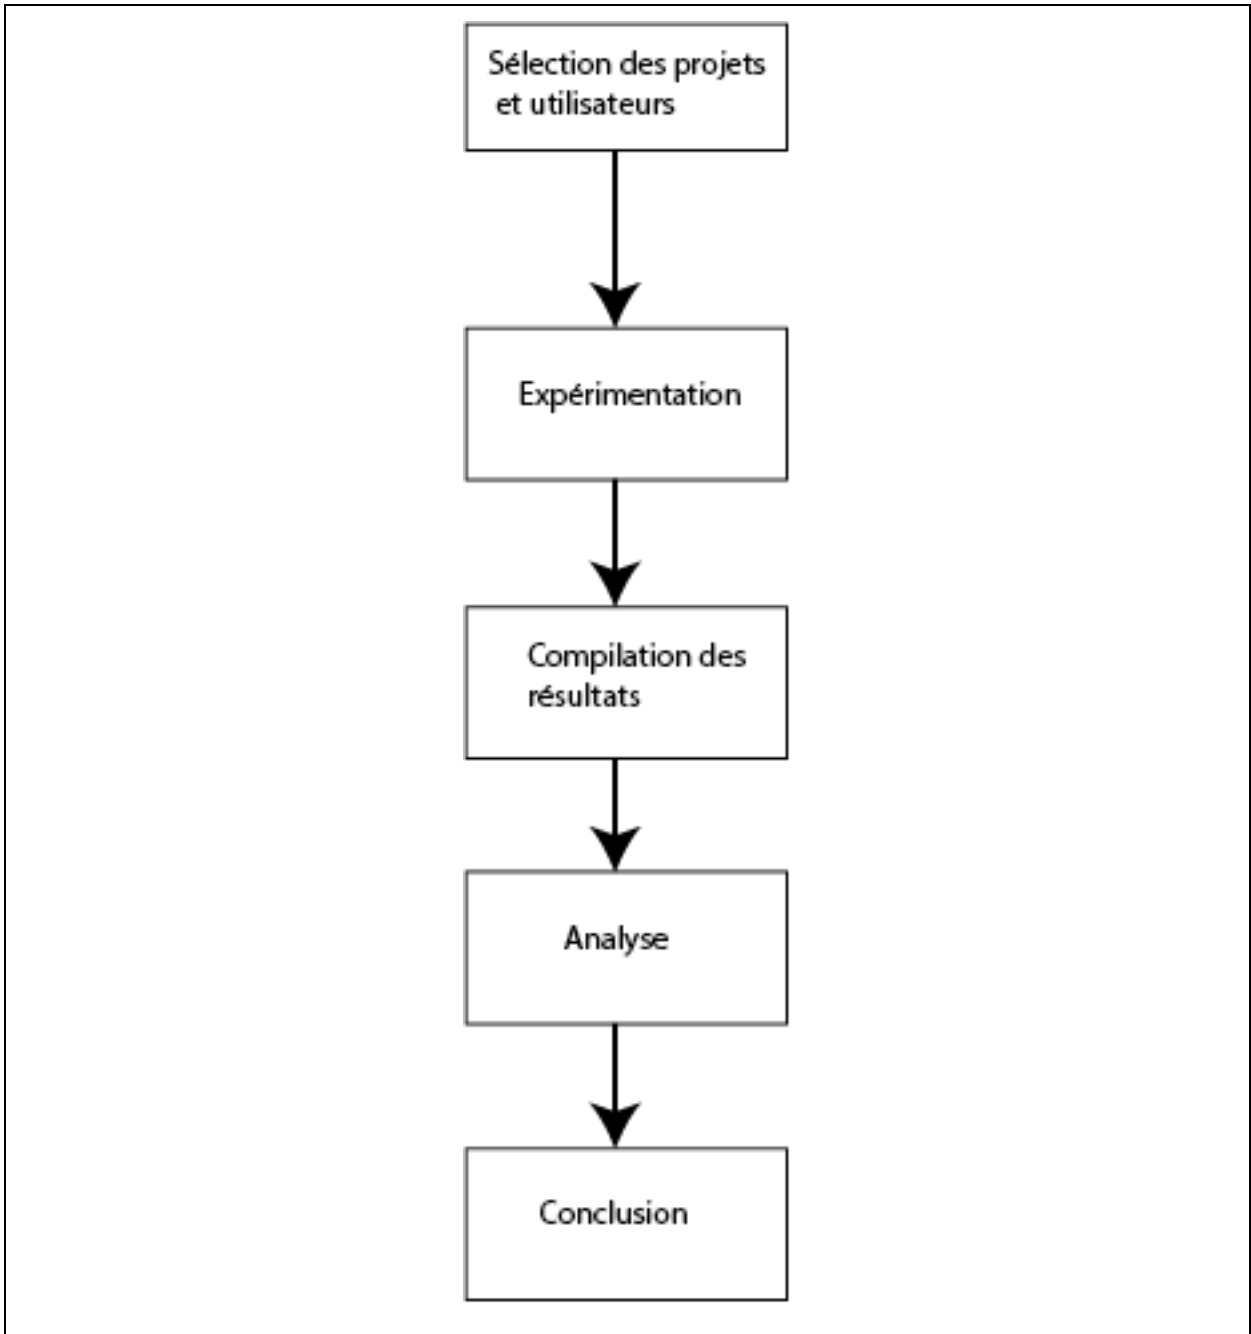 Sélection des projets
et utilisateurs
Expérimentation
Compilation des
résultats
Analyse
Conclusion